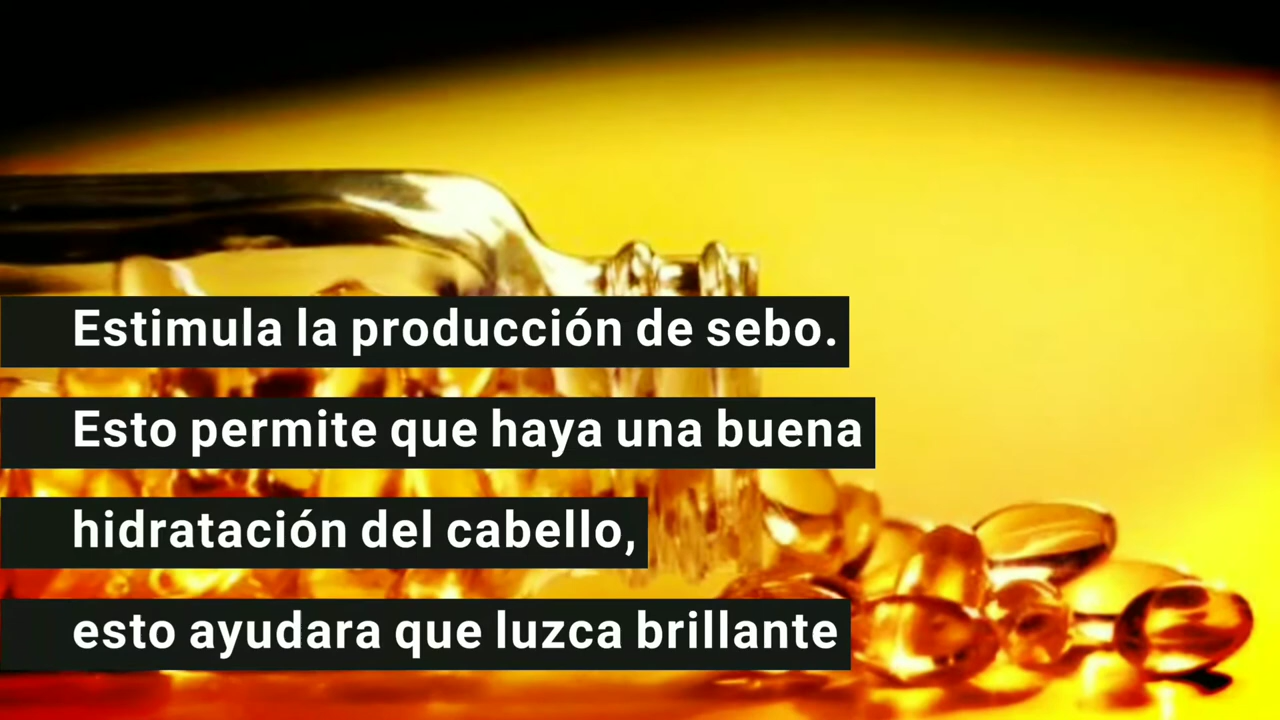 Estimula la producción de sebo.
Esto permite que haya una buena
hidratación del cabello,
esto ayudara que luzca brillante